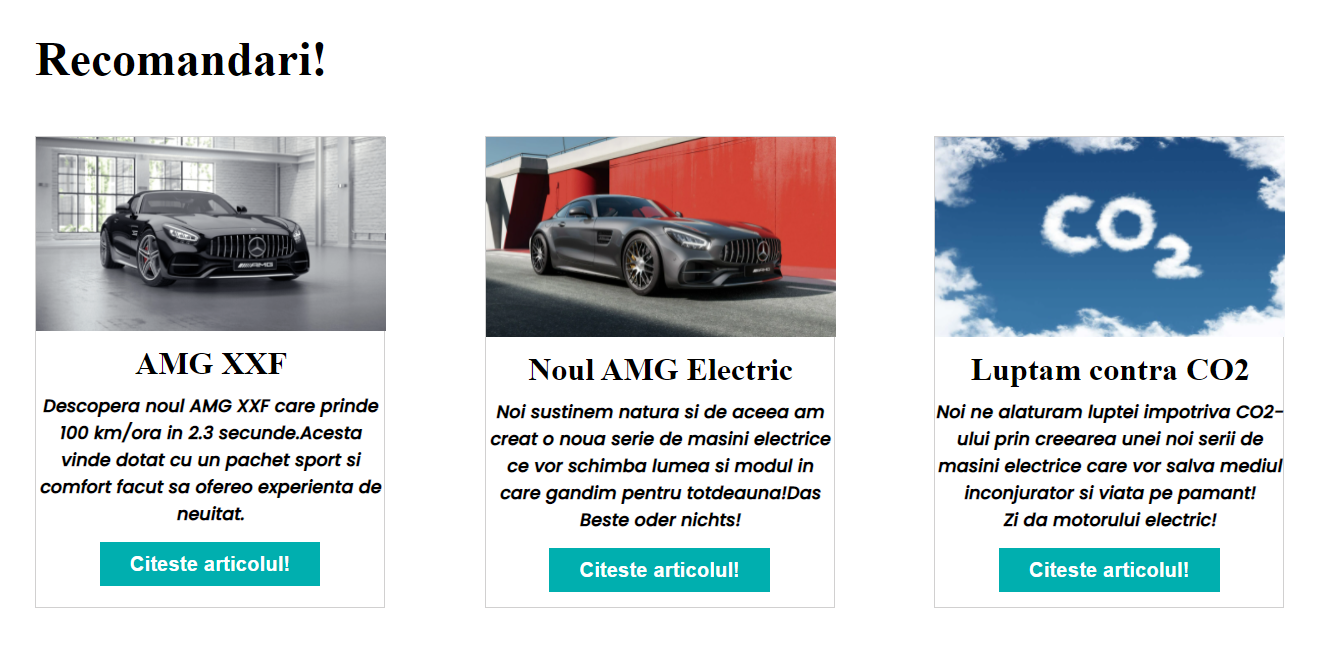 Recomandari!
AMG
AMG
CO2
AMG XXF
Descopera noul AMG XXF care prinde
100 km/ora in 2.3 secunde.Acesta
vinde dotat cu un pachet sport si
comfort facut sa ofereo experienta de
neuitat.
Citeste articolul!
Noul AMG Electric
Noi sustinem natura si de aceea am
creat o noua serie de masini electrice
ce vor schimba lumea si modul in
care gandim pentru totdeauna!Das
Beste oder nichts!
Citeste articolul!
Luptam contra CO2
Noi ne alaturam luptei impotriva CO2-
ului prin creearea unei noi serii de
masini electrice care vor salva mediul
inconjurator si viata pe pamant!
Zi da motorului electric!
Citeste articolul!